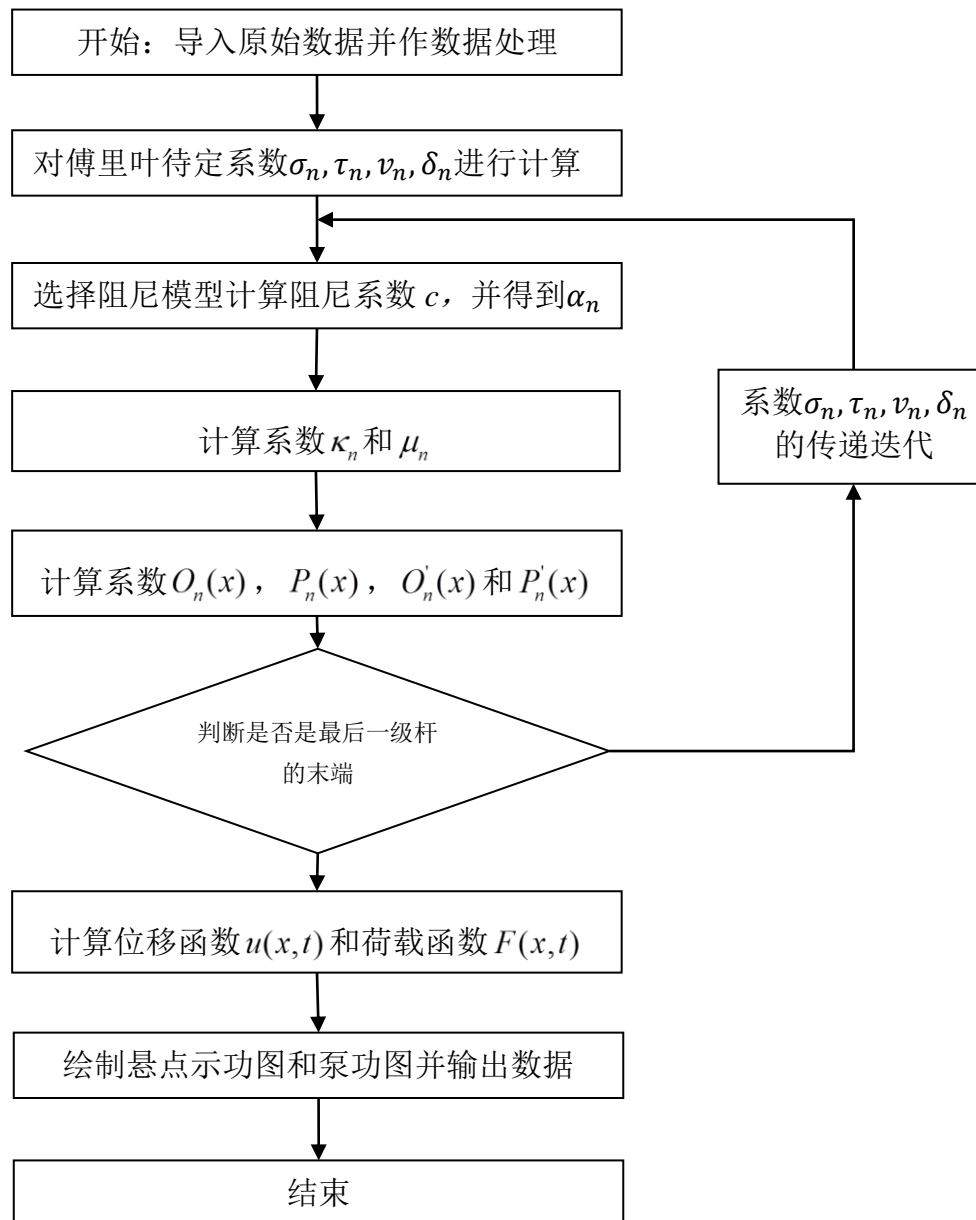 开始：导入原始数据并作数据处理
对傅里叶待定系数σₙ,τₙ,νₙ,δₙ进行计算
选择阻尼模型计算阻尼系数 c，并得到αₙ
系数σₙ,τₙ,νₙ,δₙ
的传递迭代
计算系数κₙ和μₙ
计算系数Oₙ(x)，Pₙ(x)，O'ₙ(x)和P'ₙ(x)
判断是否是最后一级杆
的末端
计算位移函数u(x,t)和荷载函数F(x,t)
绘制悬点示功图和泵功图并输出数据
结束